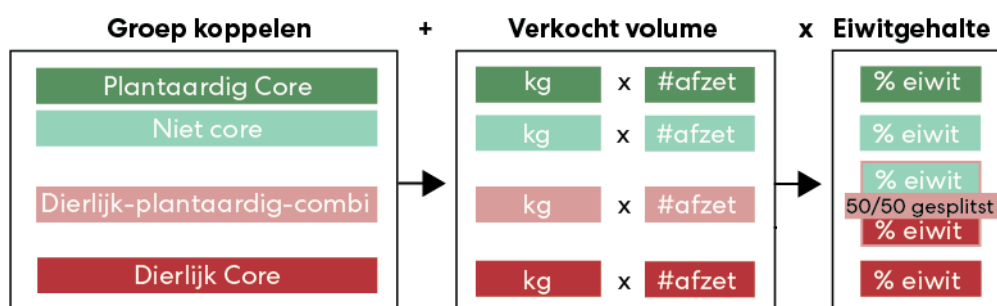 Groep koppelen + Verkocht volume x Eiwitgehalte
Plantaardig Core kg x #afzet % eiwit
Niet core kg x #afzet % eiwit
% eiwit
Dierlijk-plantaardig-combi kg x #afzet 50/50 gesplitst
% eiwit
Dierlijk Core kg x #afzet % eiwit